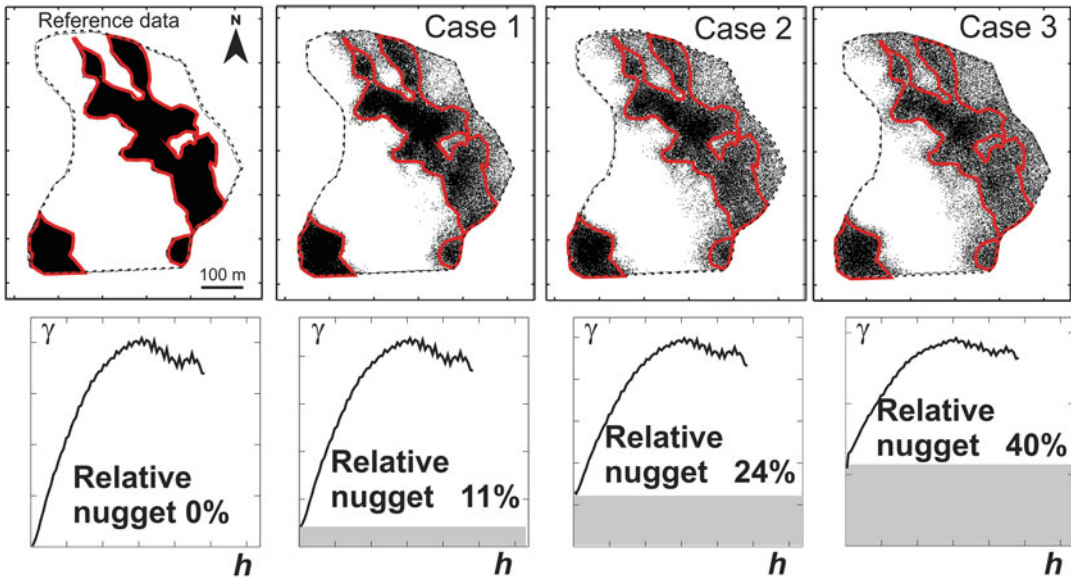 Reference data
N
100 m
Case 1
Case 2
Case 3
γ
Relative
nugget 0%
h
γ
Relative
nugget 11%
h
γ
Relative
nugget 24%
h
γ
Relative
nugget 40%
h